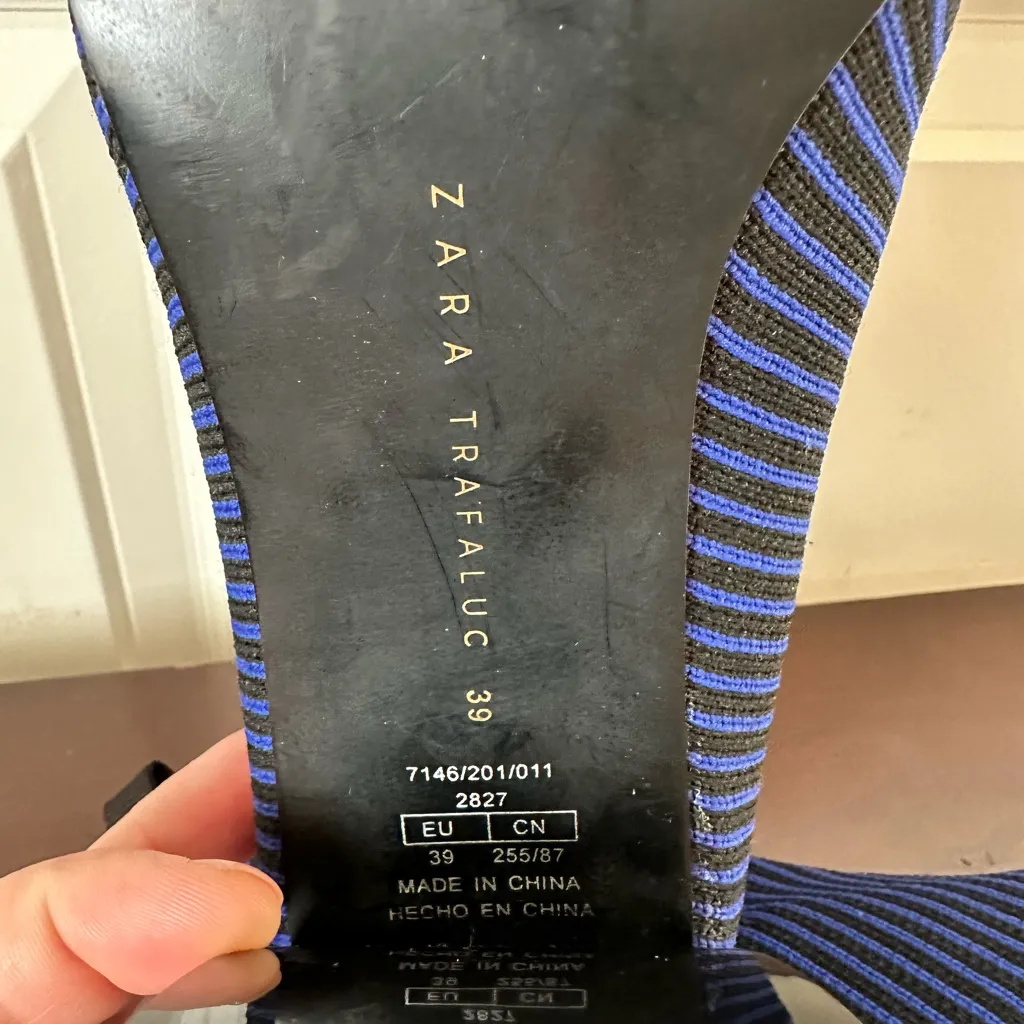 ZARA TRAFALUC 39
7146/201/011
2827
EU CN
39 255/87
MADE IN CHINA
HECHO EN CHINA